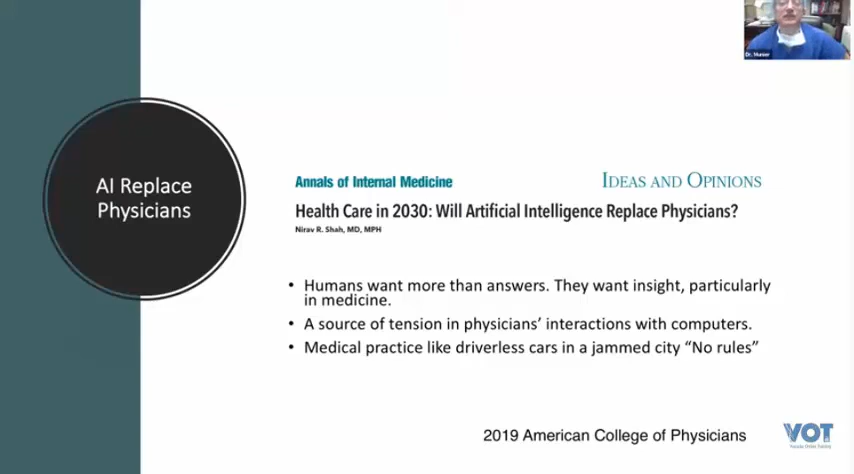 Dr. Munier
AI Replace
Physicians
Annals of Internal Medicine
IDEAS AND OPINIONS
Health Care in 2030: Will Artificial Intelligence Replace Physicians?
Nirav R. Shah, MD, MPH
• Humans want more than answers. They want insight, particularly
in medicine.
• A source of tension in physicians’ interactions with computers.
• Medical practice like driverless cars in a jammed city “No rules”
2019 American College of Physicians
VOT